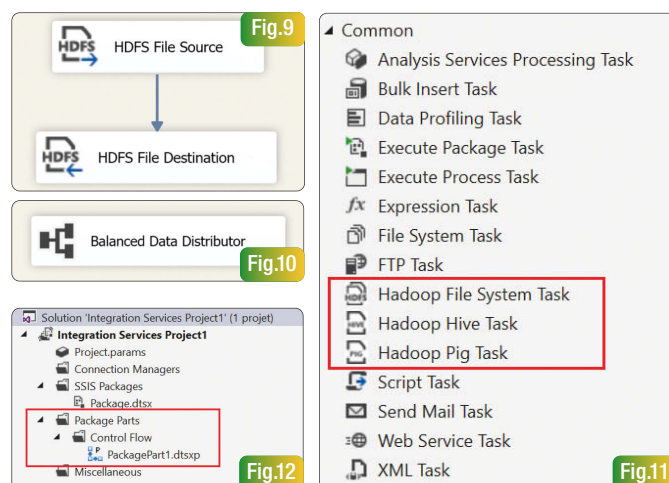 Fig.9
HDFS
HDFS File Source
HDFS
HDFS File Destination
Balanced Data Distributor
Fig.10
Solution 'Integration Services Project1' (1 projet)
Integration Services Project1
Project.params
Connection Managers
SSIS Packages
Package.dtsx
Package Parts
Control Flow
PackagePart1.dtsxp
Miscellaneous
Fig.12
Common
Analysis Services Processing Task
Bulk Insert Task
Data Profiling Task
Execute Package Task
Execute Process Task
fx Expression Task
File System Task
FTP Task
HDFS Hadoop File System Task
HIVE Hadoop Hive Task
PIG Hadoop Pig Task
Script Task
Send Mail Task
Web Service Task
XML Task
Fig.11